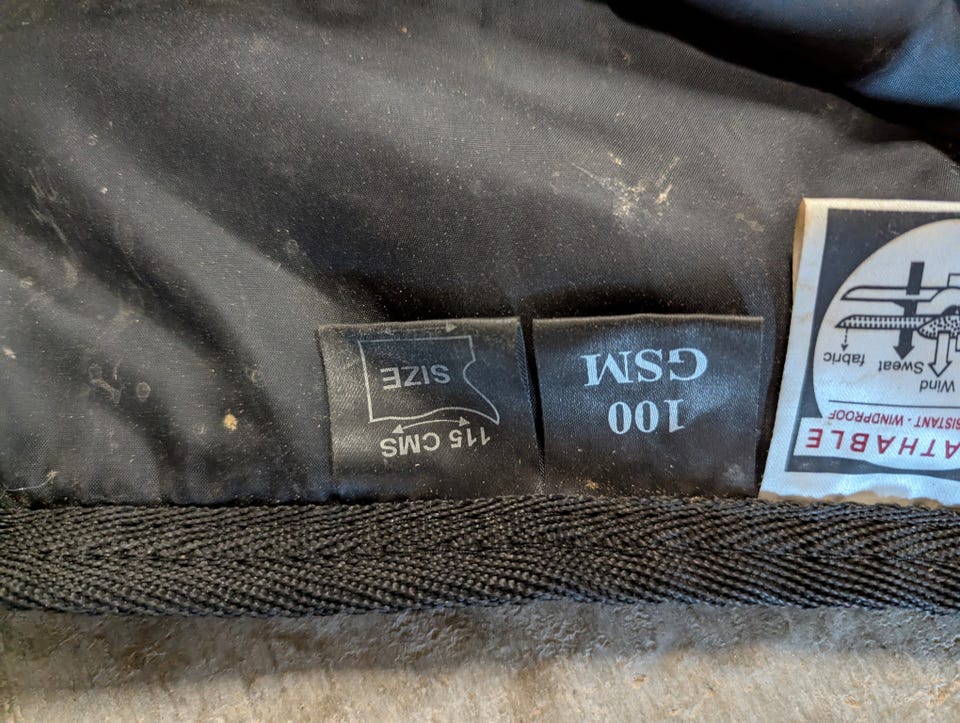 ATHABLE
SISTANT - WINDPROOF
Wind
Sweat
fabric
100
GSM
115 CMS
SIZE